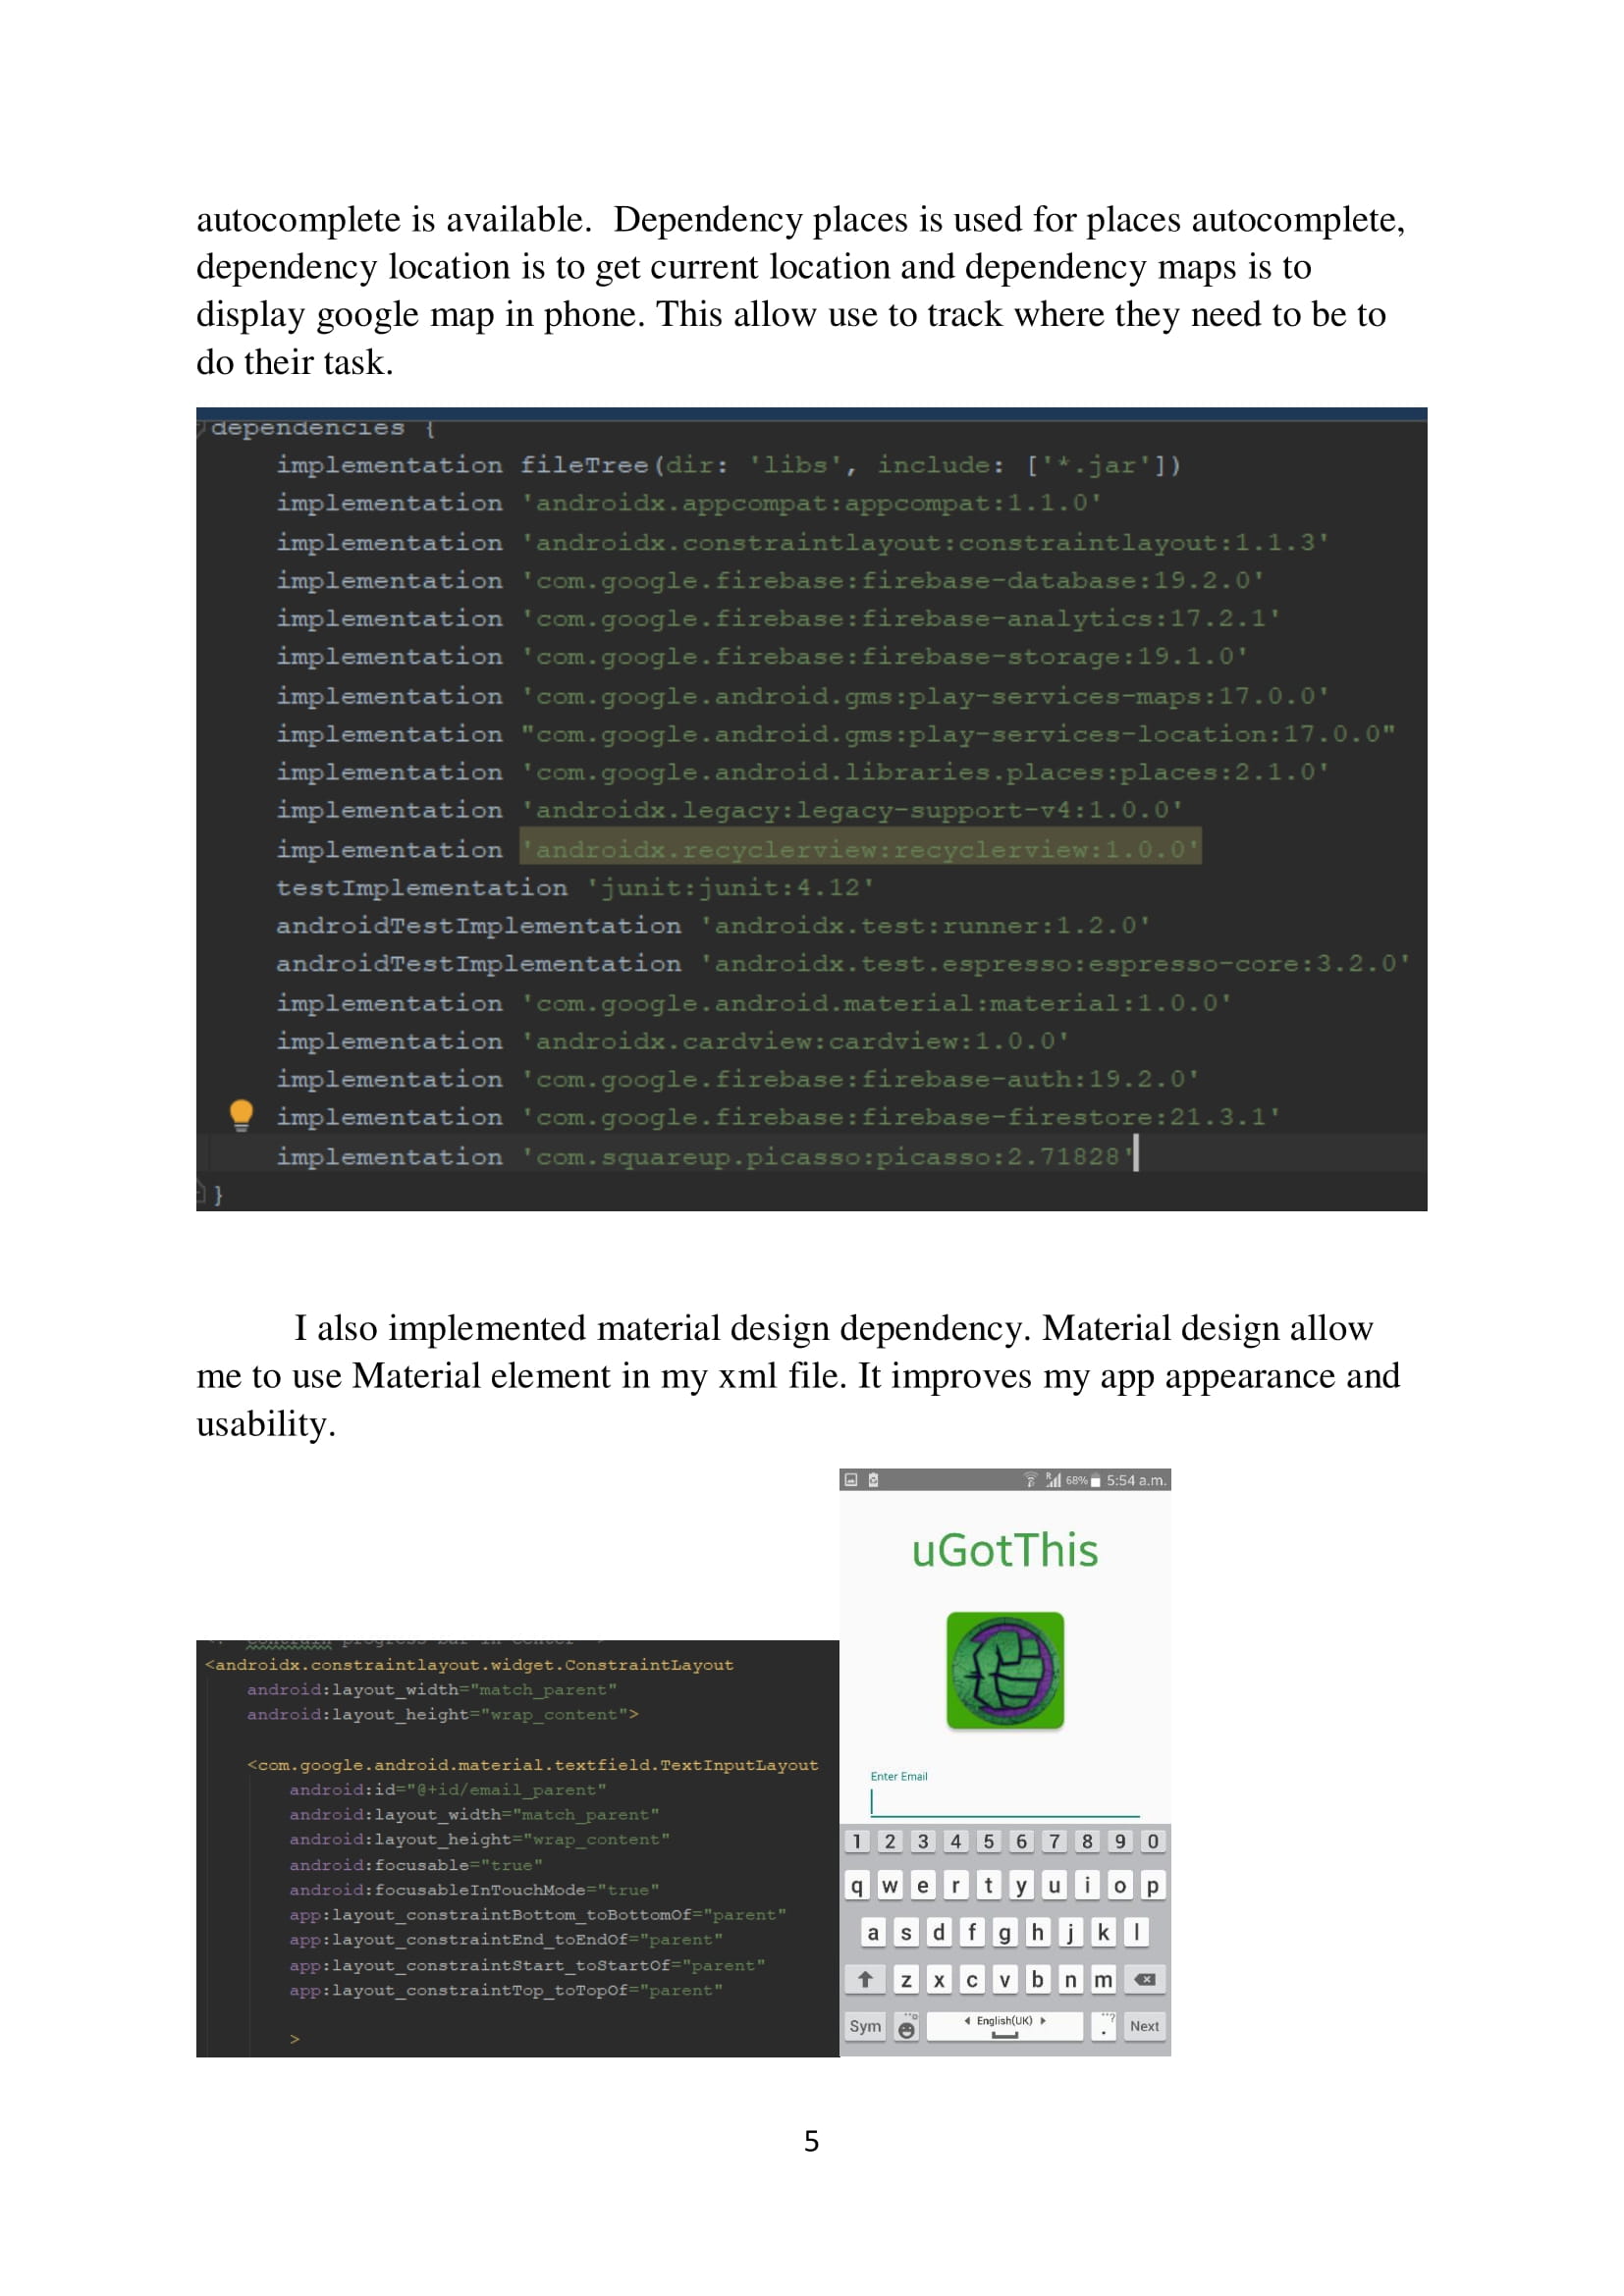 autocomplete is available.  Dependency places is used for places autocomplete,
dependency location is to get current location and dependency maps is to
display google map in phone. This allow use to track where they need to be to
do their task.
dependencies {
implementation fileTree(dir: 'libs', include: ['*.jar'])
implementation 'androidx.appcompat:appcompat:1.1.0'
implementation 'androidx.constraintlayout:constraintlayout:1.1.3'
implementation 'com.google.firebase:firebase-database:19.2.0'
implementation 'com.google.firebase:firebase-analytics:17.2.1'
implementation 'com.google.firebase:firebase-storage:19.1.0'
implementation 'com.google.android.gms:play-services-maps:17.0.0'
implementation "com.google.android.gms:play-services-location:17.0.0"
implementation 'com.google.android.libraries.places:places:2.1.0'
implementation 'androidx.legacy:legacy-support-v4:1.0.0'
implementation 'androidx.recyclerview:recyclerview:1.0.0'
testImplementation 'junit:junit:4.12'
androidTestImplementation 'androidx.test:runner:1.2.0'
androidTestImplementation 'androidx.test.espresso:espresso-core:3.2.0'
implementation 'com.google.android.material:material:1.0.0'
implementation 'androidx.cardview:cardview:1.0.0'
implementation 'com.google.firebase:firebase-auth:19.2.0'
implementation 'com.google.firebase:firebase-firestore:21.3.1'
implementation 'com.squareup.picasso:picasso:2.71828'
}
I also implemented material design dependency. Material design allow
me to use Material element in my xml file. It improves my app appearance and
usability.
progress bar in center
<androidx.constraintlayout.widget.ConstraintLayout
android:layout_width="match_parent"
android:layout_height="wrap_content">
<com.google.android.material.textfield.TextInputLayout
android:id="@+id/email_parent"
android:layout_width="match_parent"
android:layout_height="wrap_content"
android:focusable="true"
android:focusableInTouchMode="true"
app:layout_constraintBottom_toBottomOf="parent"
app:layout_constraintEnd_toEndOf="parent"
app:layout_constraintStart_toStartOf="parent"
app:layout_constraintTop_toTopOf="parent"
>
R 68% 5:54 a.m.
uGotThis
Enter Email
1 2 3 4 5 6 7 8 9 0
q w e r t y u i o p
a s d f g h j k l
z x c v b n m
Sym English(UK) . Next
5